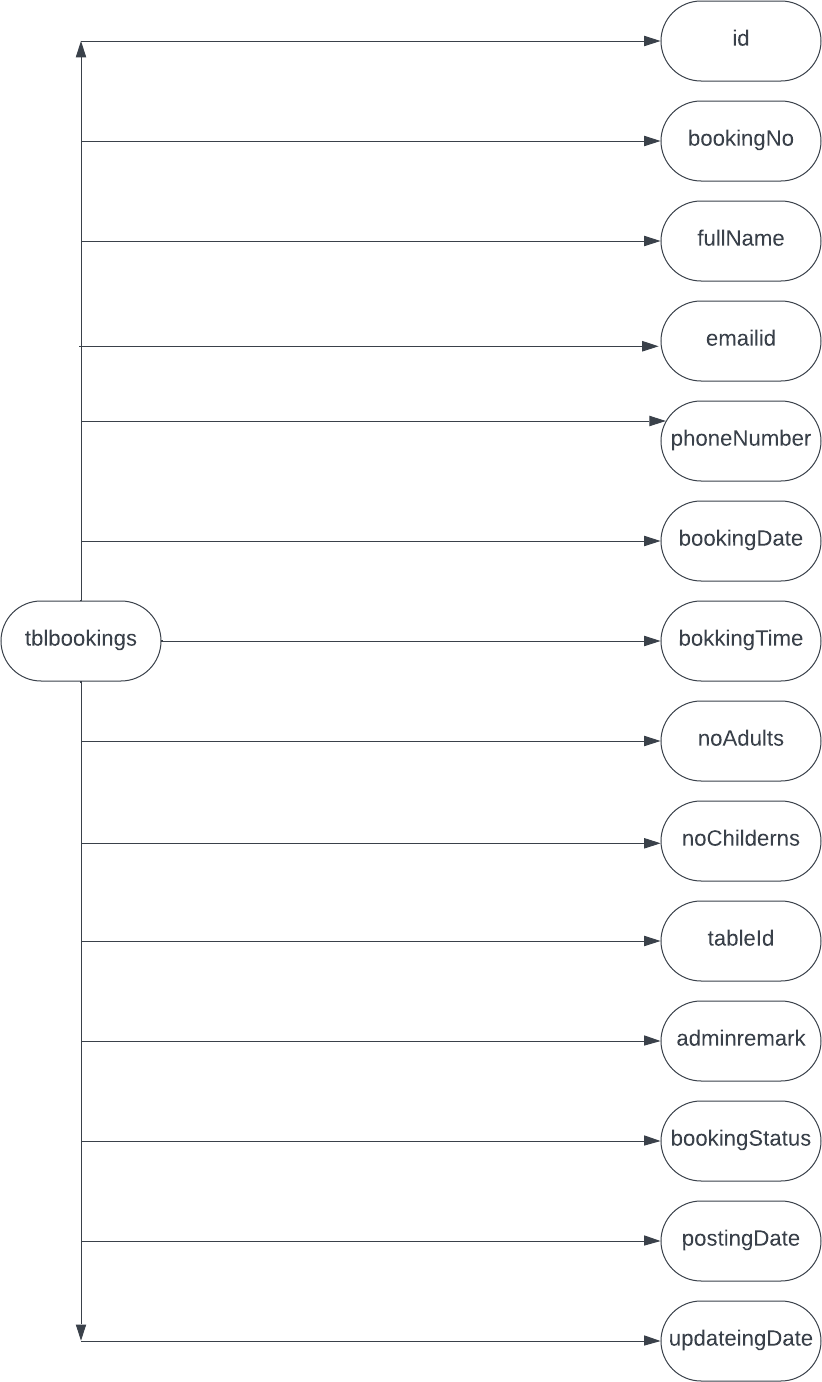 id
bookingNo
fullName
emailid
phoneNumber
bookingDate
tblbookings
bokkingTime
noAdults
noChilderns
tableId
adminremark
bookingStatus
postingDate
updateingDate